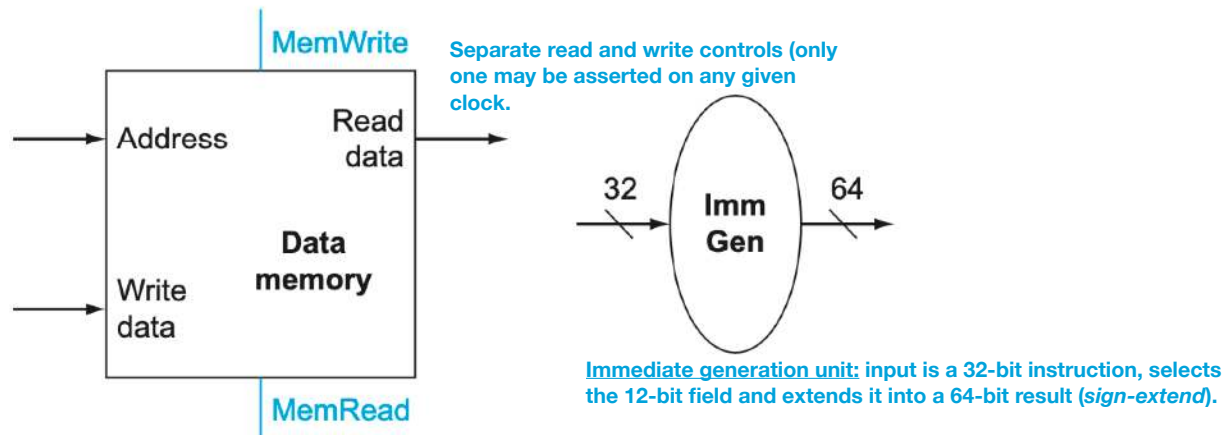 MemWrite
Separate read and write controls (only
one may be asserted on any given
clock.
Address
Read
data
Data
memory
Write
data
MemRead
32
Imm
Gen
64
Immediate generation unit: input is a 32-bit instruction, selects
the 12-bit field and extends it into a 64-bit result (sign-extend).